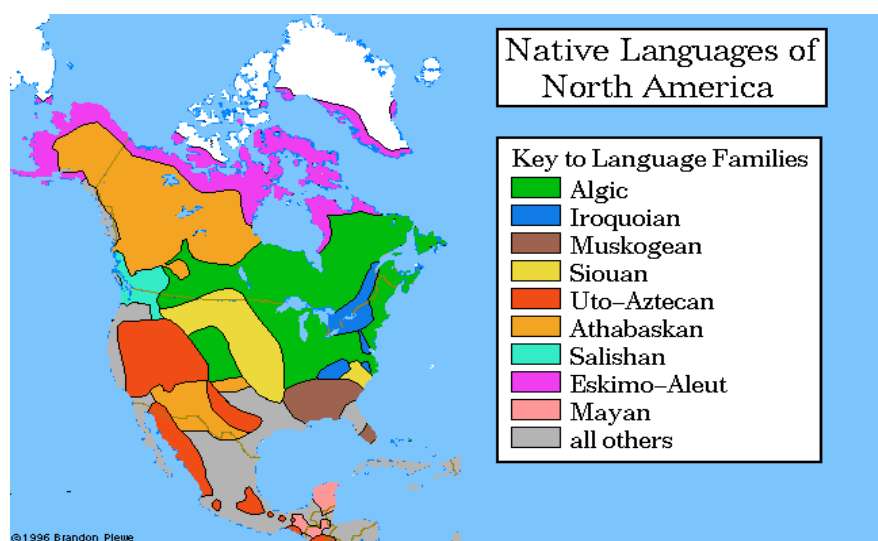 Native Languages of
North America
Key to Language Families
Algic
Iroquoian
Muskogean
Siouan
Uto-Aztecan
Athabaskan
Salishan
Eskimo-Aleut
Mayan
all others
©1996 Brandon Plewe